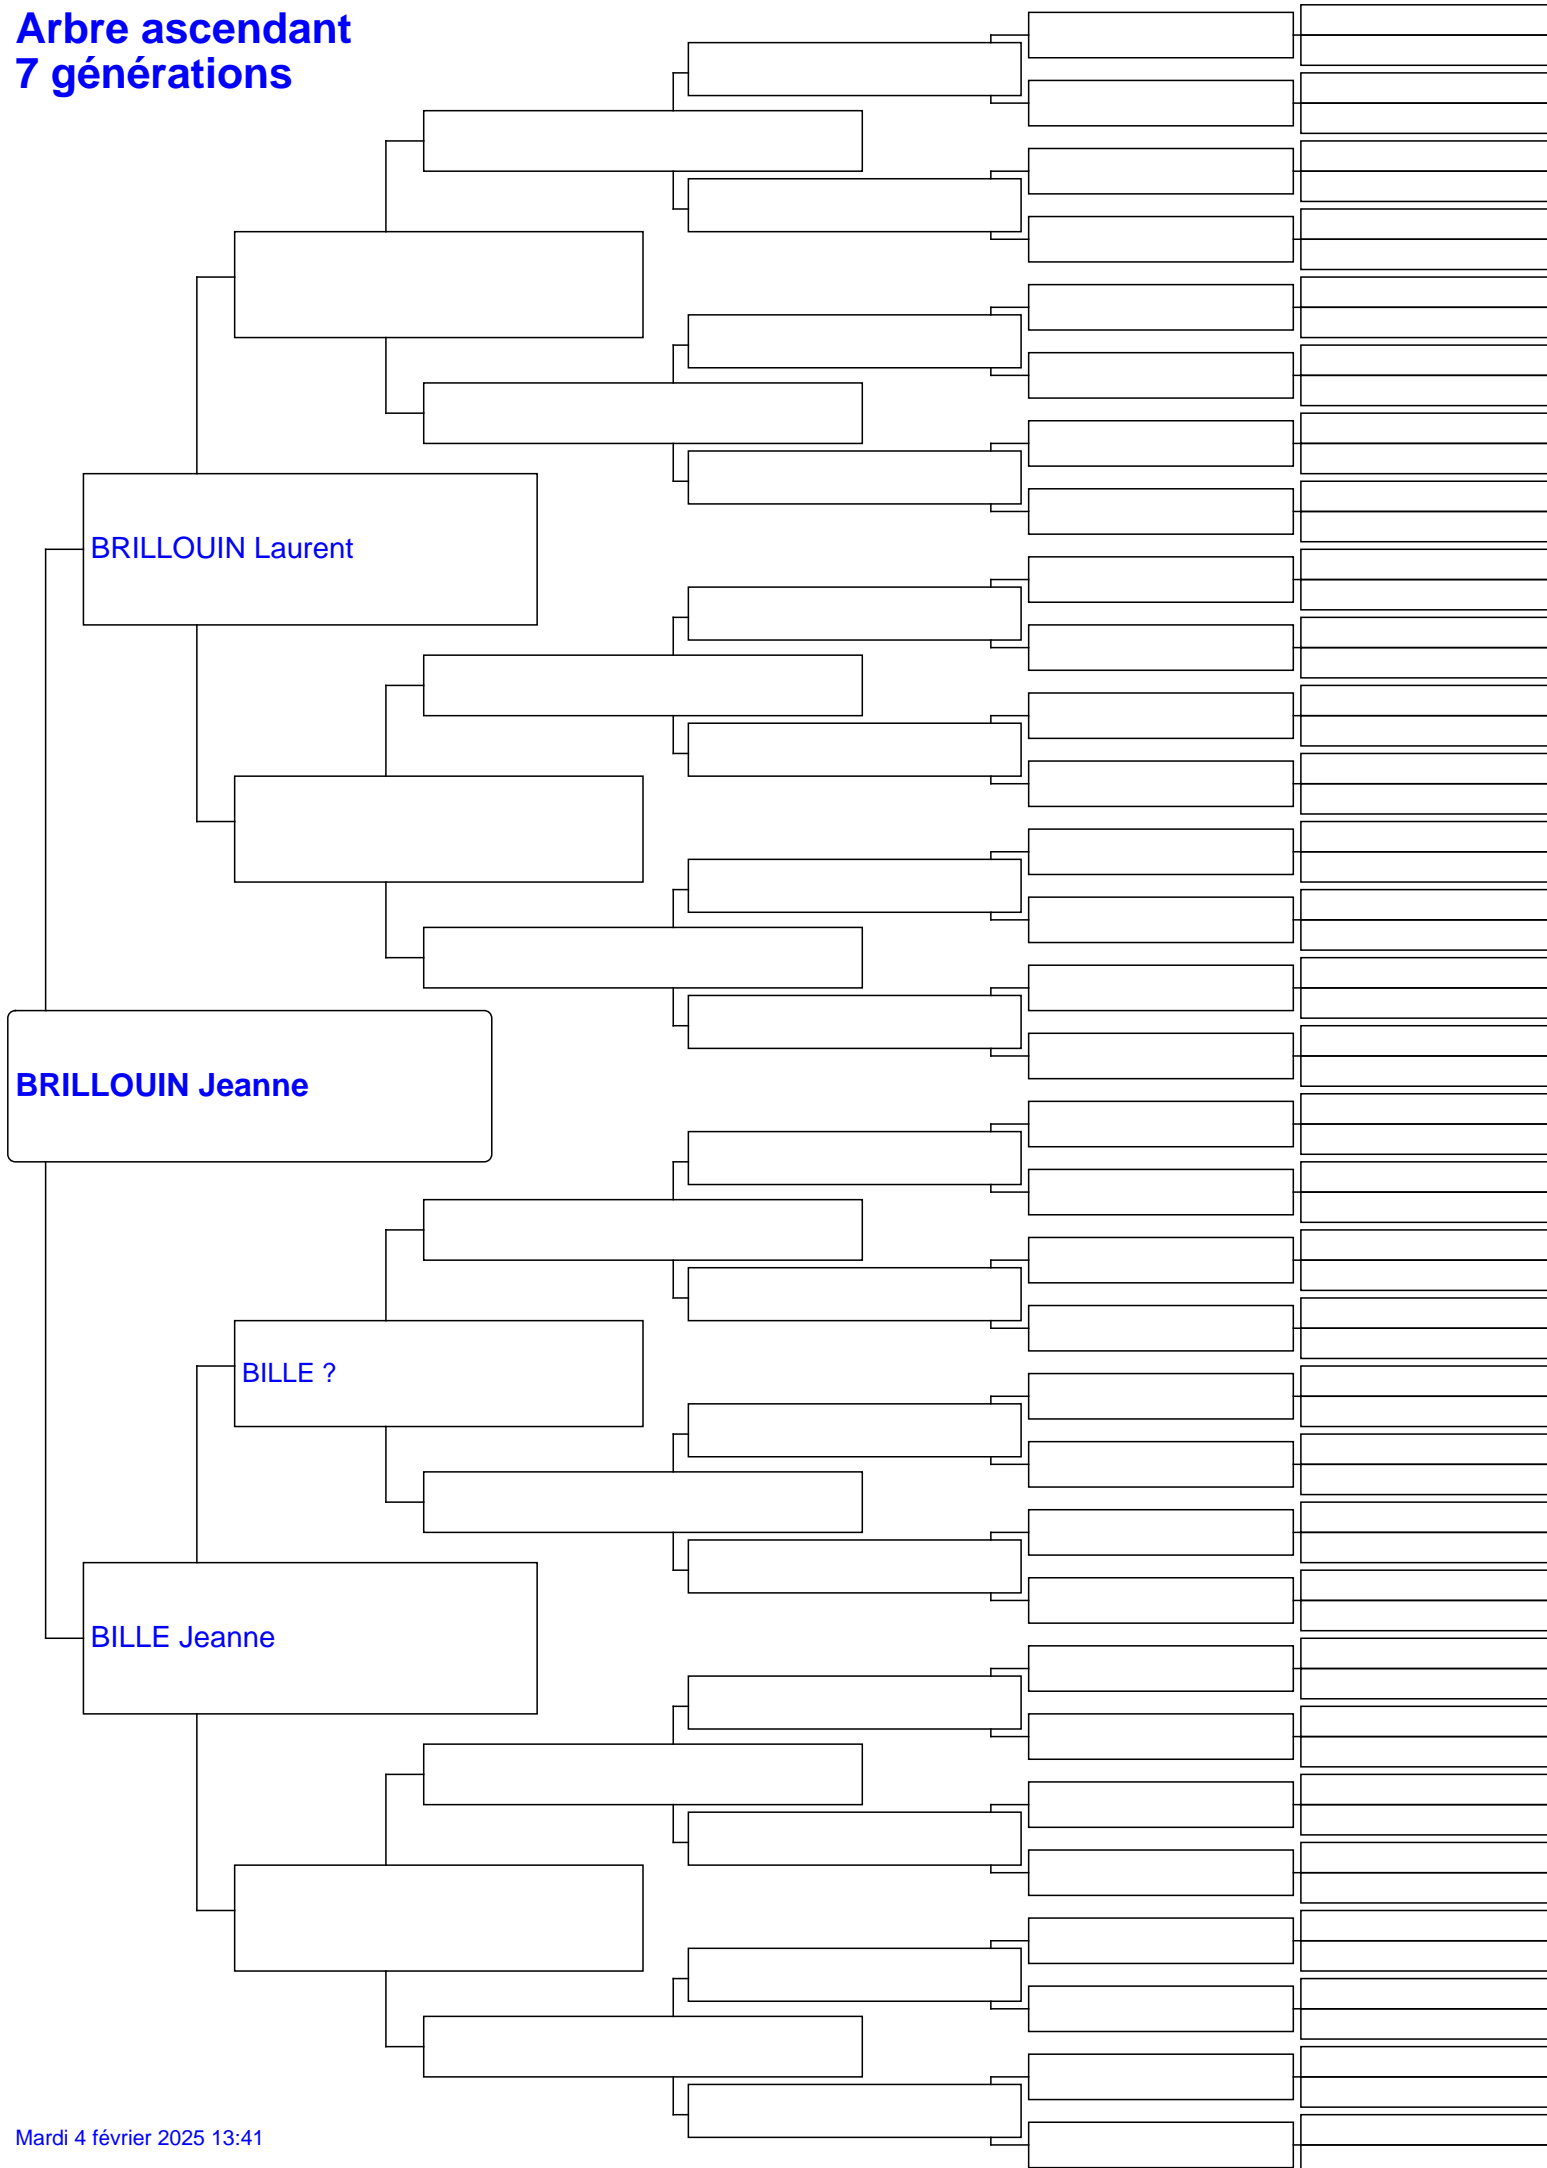 Arbre ascendant
7 générations
BRILLOUIN Laurent
BRILLOUIN Jeanne
BILLE ?
BILLE Jeanne
Mardi 4 février 2025 13:41